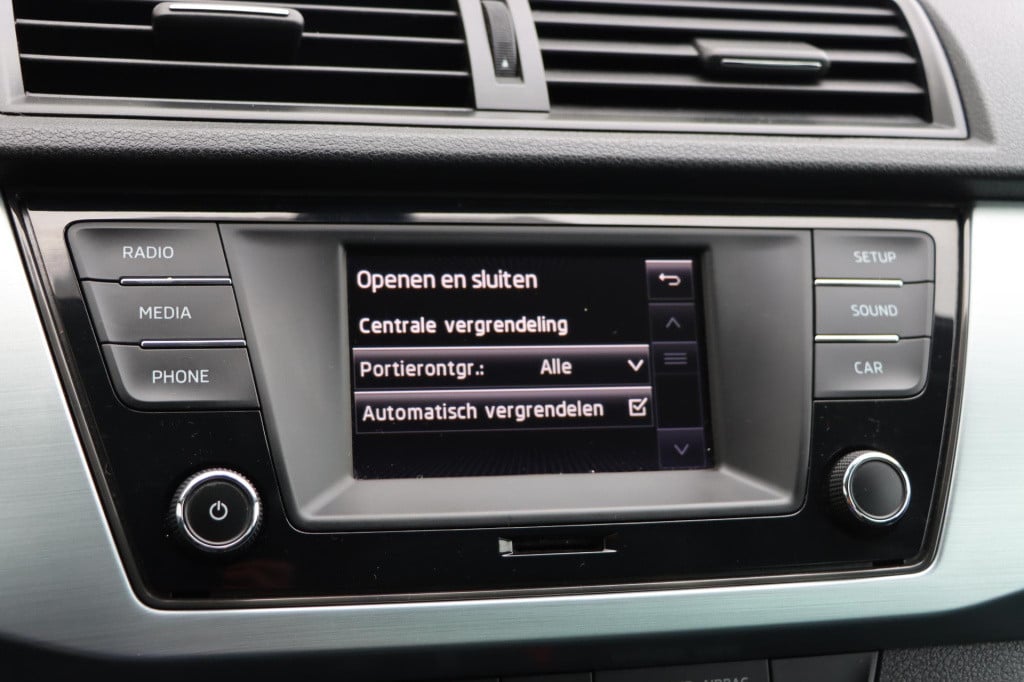 RADIO
MEDIA
PHONE
Openen en sluiten
Centrale vergrendeling
Portierontgr.: Alle
Automatisch vergrendelen
SETUP
SOUND
CAR